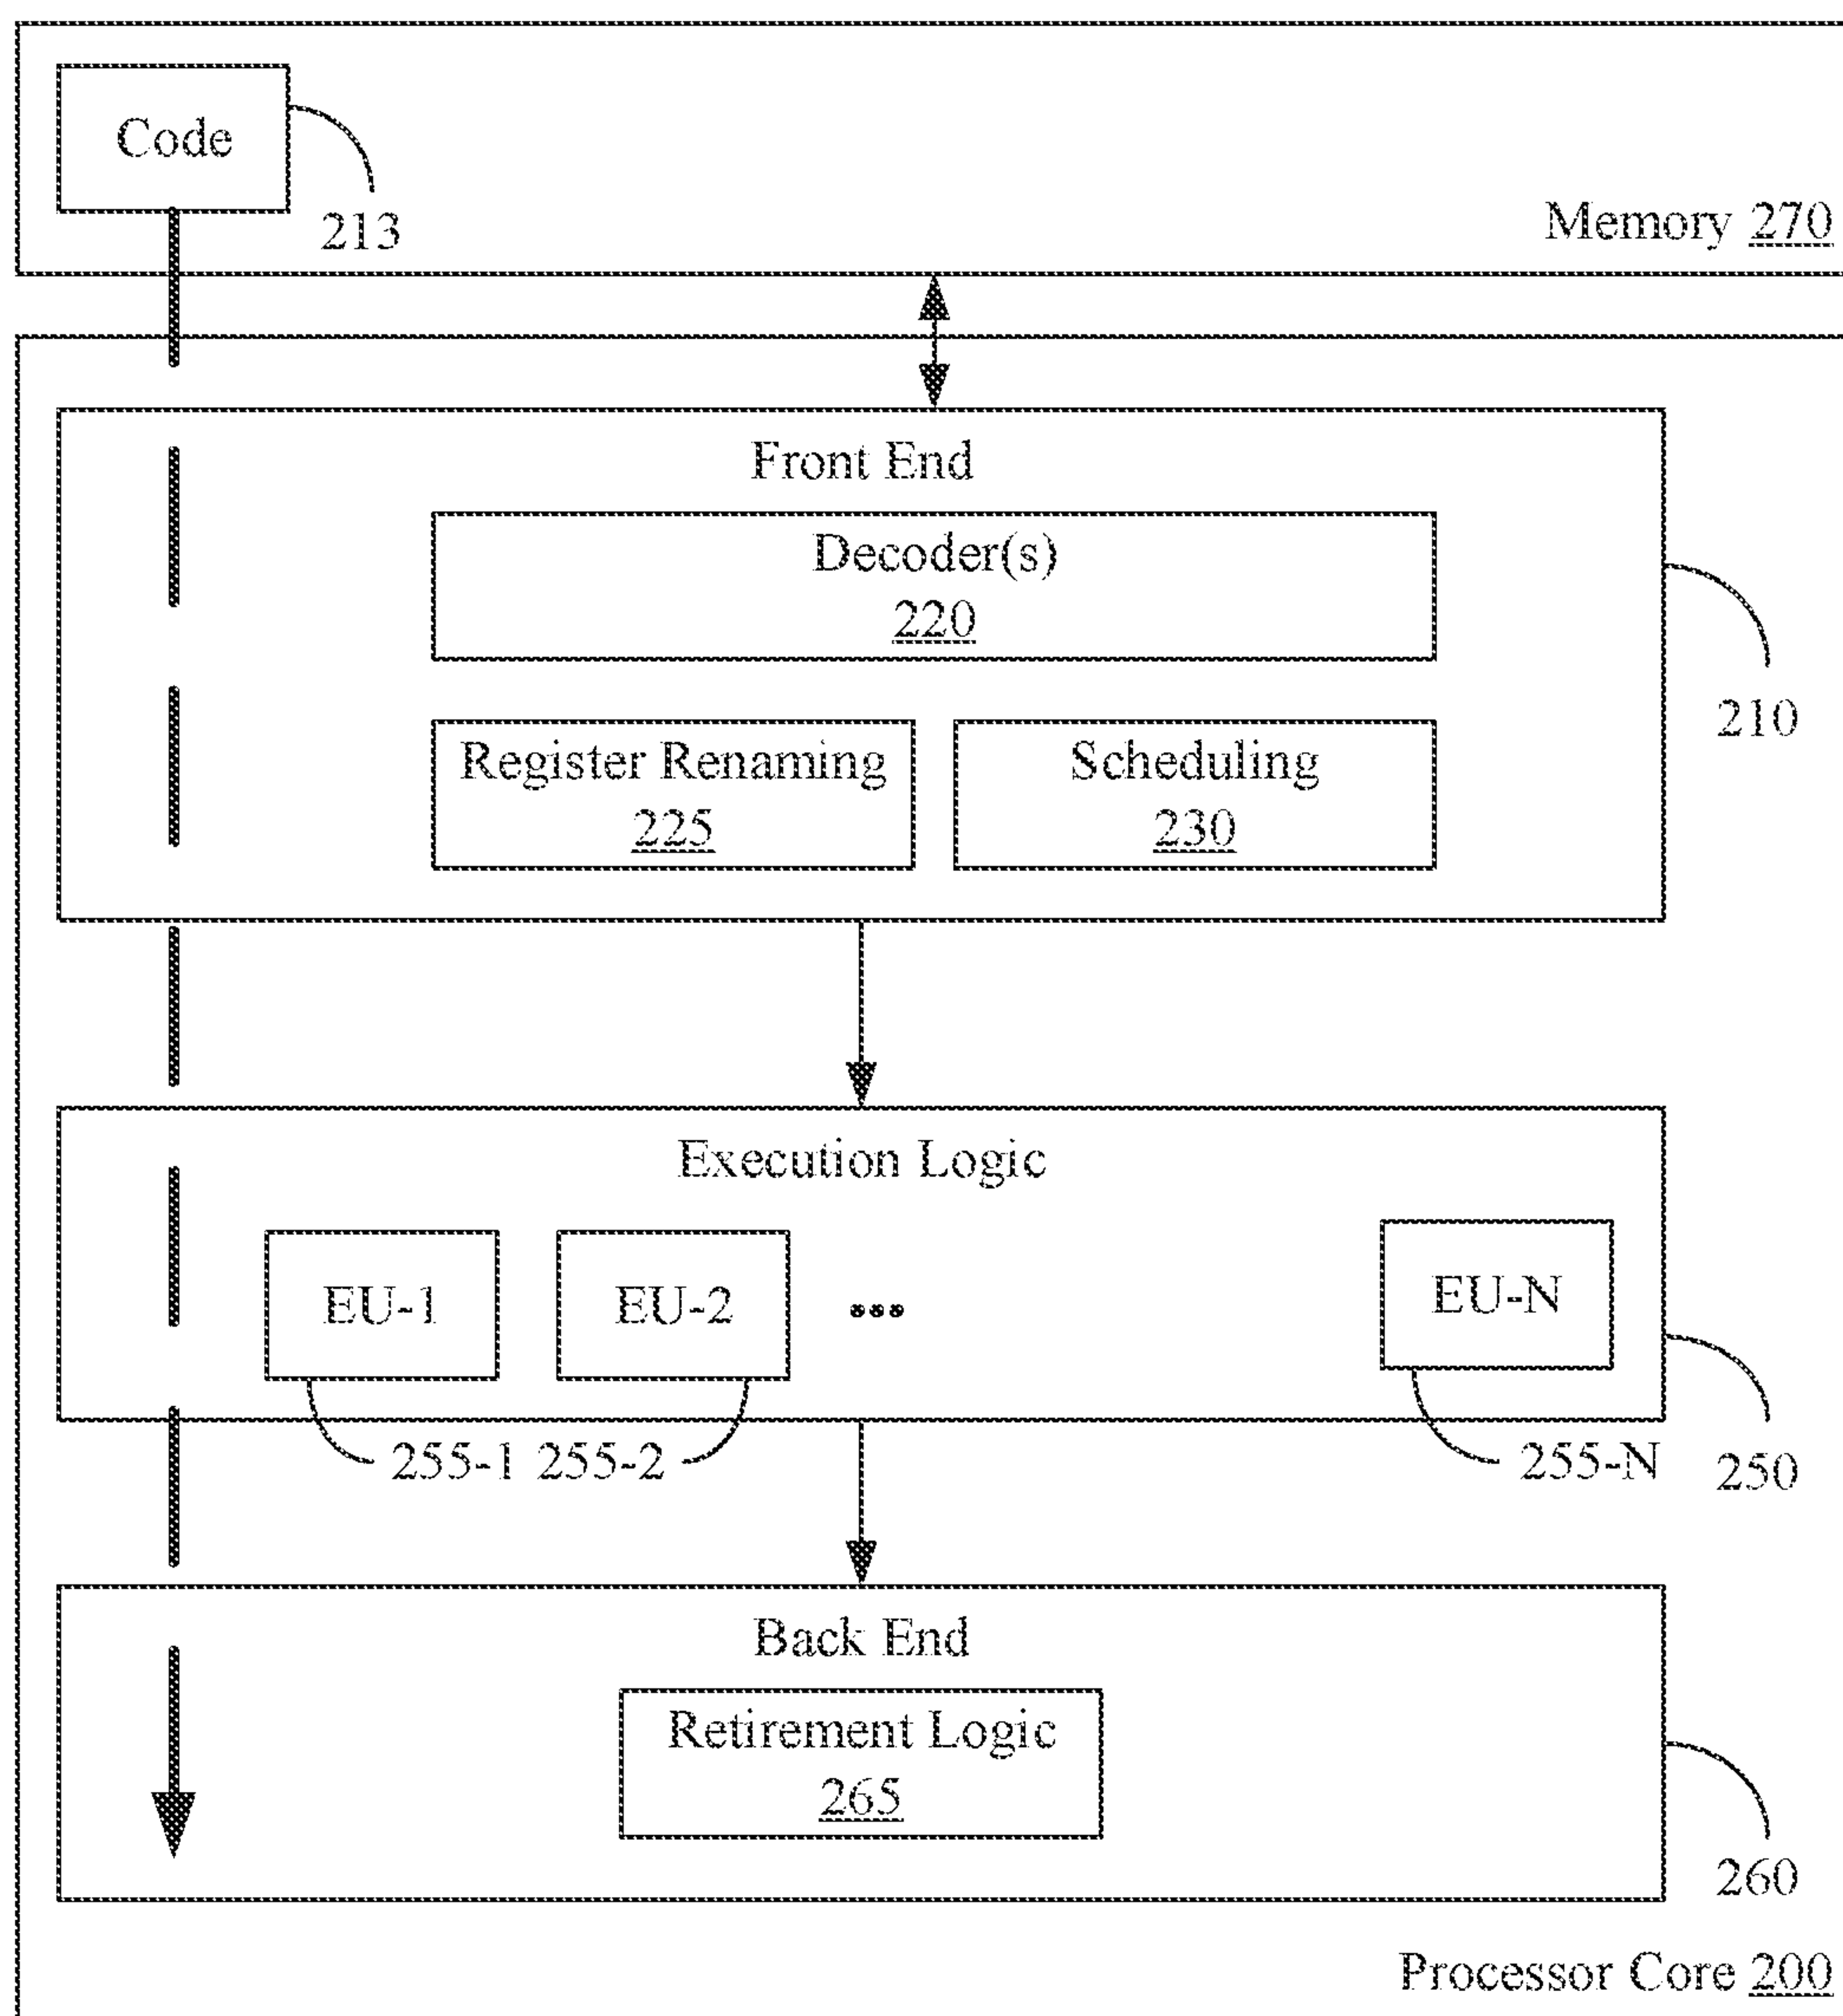 Code
213
Memory 270
Front End
Decoder(s)
220
210
Register Renaming
225
Scheduling
230
Execution Logic
EU-1
EU-2
...
EU-N
255-1 255-2
255-N
250
Back End
Retirement Logic
265
260
Processor Core 200